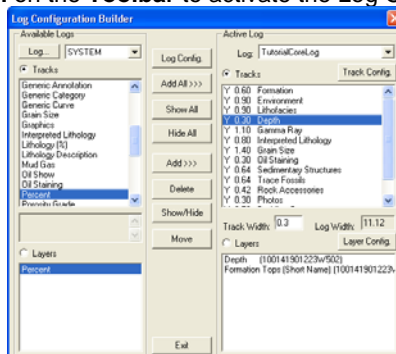 on the Toolbar to activate the Log
Log Configuration Builder
Available Logs
Log... SYSTEM
Tracks
Generic Annotation
Generic Category
Generic Curve
Grain Size
Graphics
Interpreted Lithology
Lithology (%)
Lithology Description
Mud Gas
Oil Show
Oil Staining
Percent
Porosity Grade
Layers
Percent
Log Config.
Add All >>>
Show All
Hide All
Add >>>
Delete
Show/Hide
Move
Exit
Active Log
Log: TutorialCoreLog
Tracks Track Config.
Y 0.60 Formation
Y 0.90 Environment
Y 0.90 Lithofacies
Y 0.30 Depth
Y 1.10 Gamma Ray
Y 0.80 Interpreted Lithology
Y 1.40 Grain Size
Y 0.30 Oil Staining
Y 0.64 Sedimentary Structures
Y 0.64 Trace Fossils
Y 0.42 Rock Accessories
Y 0.30 Photos
Track Width: 0.3 Log Width: 11.12
Layers Layer Config.
Depth (100141901223W502)
Formation Tops (Short Name) (100141901223W